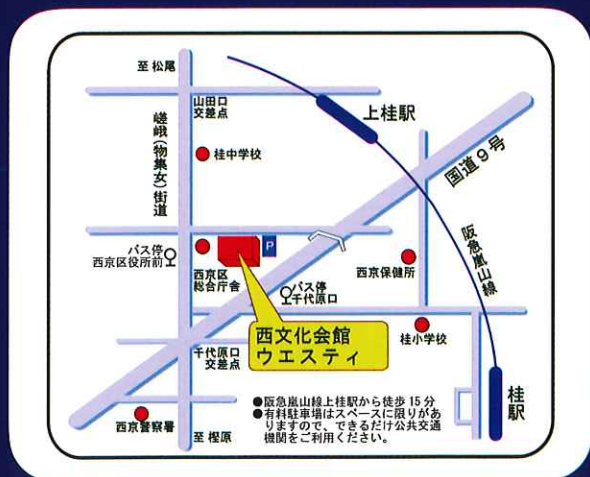 至 松尾
山田口
交差点
上桂駅
嵯峨(物集女)街道
桂中学校
国道9号
阪急嵐山線
バス停
西京区役所前
西京区
総合庁舎
P
西京保健所
バス停
千代原口
西文化会館
ウエスティ
桂小学校
千代原口
交差点
桂駅
西京警察署
至 樫原
●阪急嵐山線上桂駅から徒歩15分
●有料駐車場はスペースに限りがあ
りますので、できるだけ公共交通
機関をご利用ください。